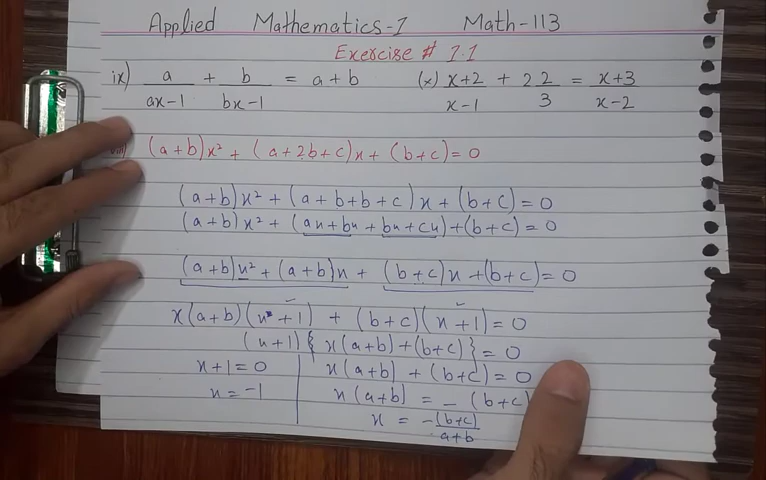 Applied Mathematics-1 Math-113
Exercise # 1.1
ix) a/(ax-1) + b/(bx-1) = a+b (x) (x+2)/(x-1) + 2 2/3 = (x+3)/(x-2)
(a+b)x² + (a+2b+c)x + (b+c) = 0
(a+b)x² + (a+b+b+c)x + (b+c) = 0
(a+b)x² + (ax+bx+bx+cx)+(b+c) = 0
(a+b)x² + (a+b)x + (b+c)x + (b+c) = 0
x(a+b)(x+1) + (b+c)(x+1) = 0
(x+1) { x(a+b)+(b+c) } = 0
x+1 = 0 x(a+b) + (b+c) = 0
x = -1 x(a+b) = -(b+c)
x = -(b+c)/(a+b)